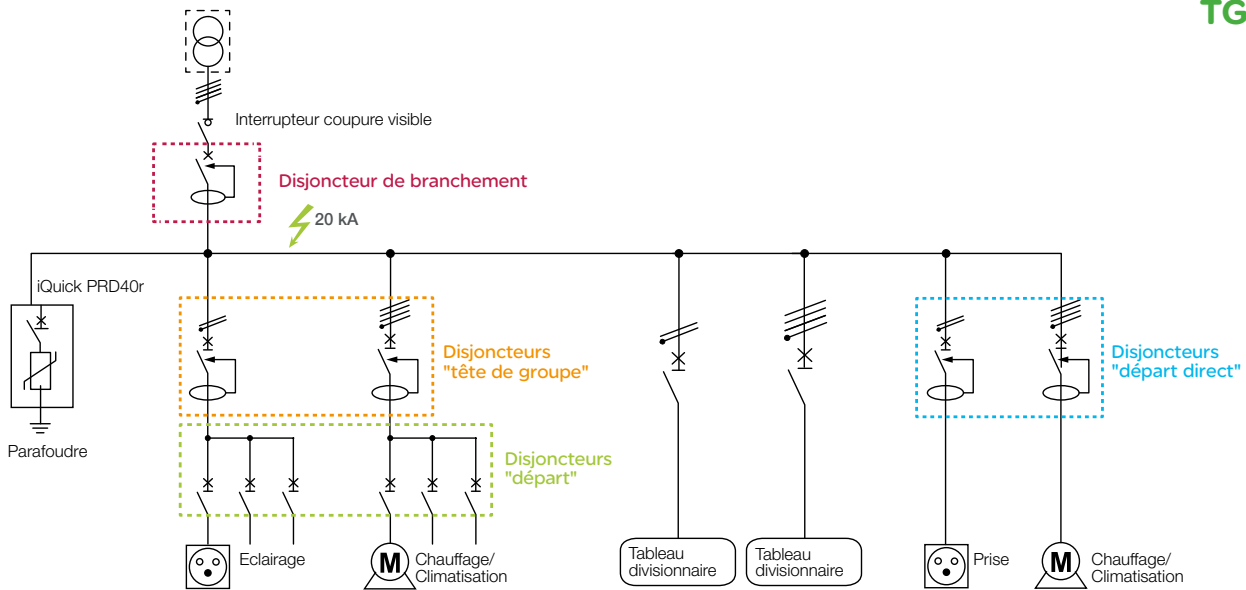 TG
Interrupteur coupure visible
Disjoncteur de branchement
20 kA
iQuick PRD40r
Parafoudre
Disjoncteurs
"tête de groupe"
Disjoncteurs
"départ direct"
Disjoncteurs
"départ"
Eclairage
M
Chauffage/
Climatisation
Tableau
divisionnaire
Tableau
divisionnaire
Prise
M
Chauffage/
Climatisation